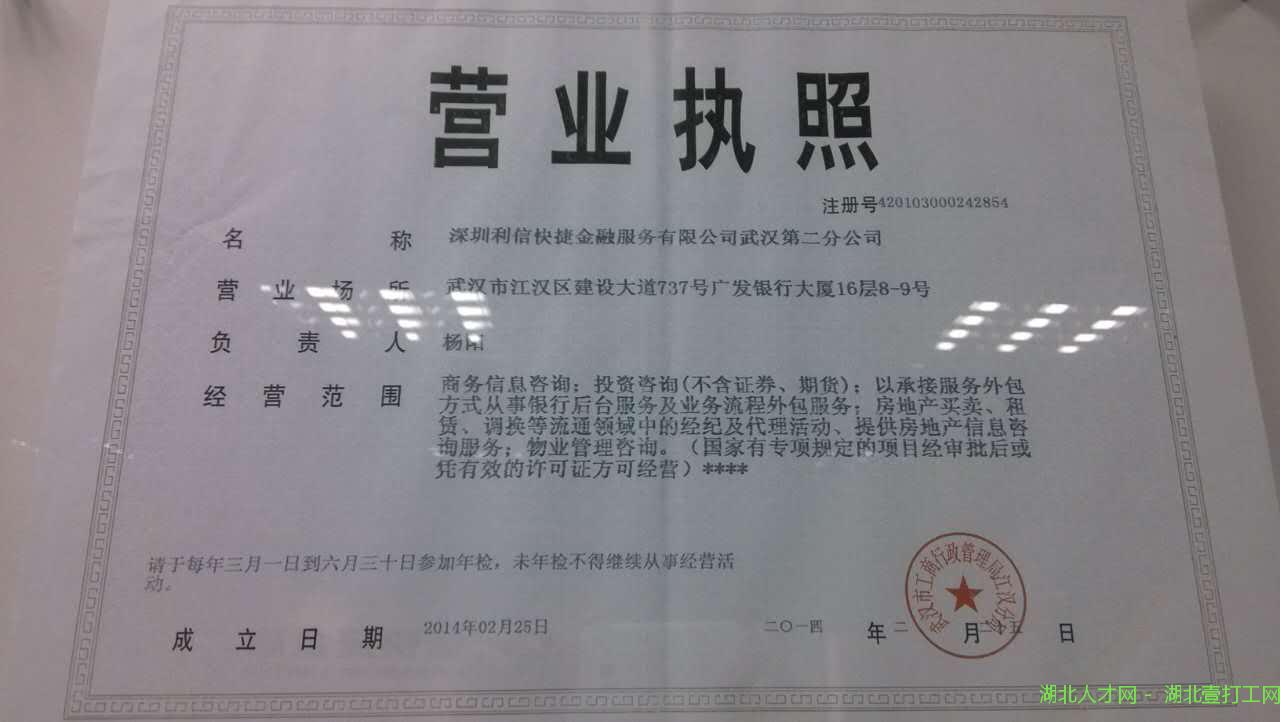 营业执照
注册号420103000242854
名称 深圳利信快捷金融服务有限公司武汉第二分公司
营业场所 武汉市江汉区建设大道737号广发银行大厦16层8-9号
负责人 杨阳
经营范围 商务信息咨询；投资咨询(不含证券、期货)；以承接服务外包
方式从事银行后台服务及业务流程外包服务；房地产买卖、租
赁、调换等流通领域中的经纪及代理活动、提供房地产信息咨
询服务；物业管理咨询。（国家有专项规定的项目经审批后或
凭有效的许可证方可经营）****
请于每年三月一日到六月三十日参加年检，未年检不得继续从事经营活
动。
武汉市工商行政管理局江汉分局
成立日期 2014年02月25日 二〇一四年二月二十五日
湖北人才网 - 湖北壹打工网